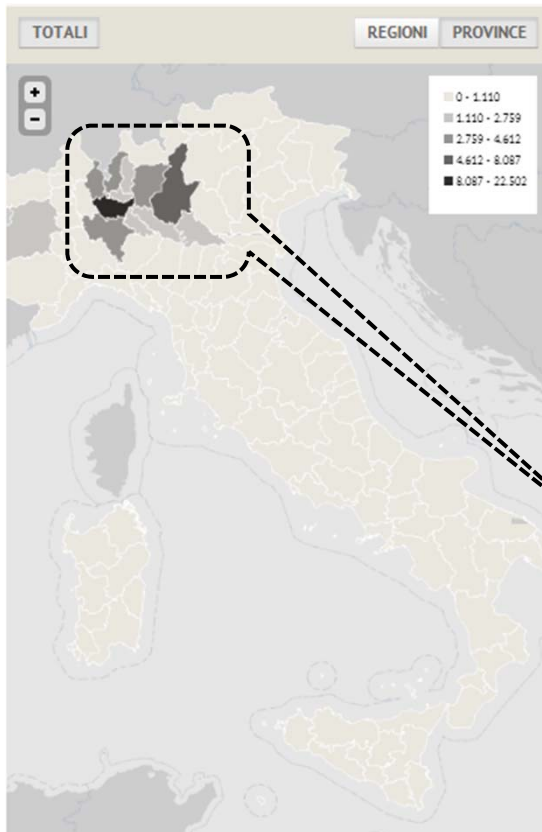 TOTALI
REGIONI PROVINCE
+
-
0 - 1.110
1.110 - 2.759
2.759 - 4.612
4.612 - 8.087
8.087 - 22.502